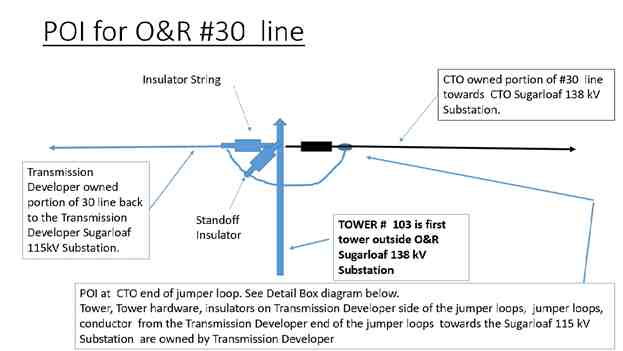 POI for O&R #30 line
Insulator String
CTO owned portion of #30 line
towards CTO Sugarloaf 138 kV
Substation.
Transmission
Developer owned
portion of 30 line back
to the Transmission
Developer Sugarloaf
115kV Substation.
Standoff
Insulator
TOWER # 103 is first
tower outside O&R
Sugarloaf 138 kV
Substation
POI at CTO end of jumper loop. See Detail Box diagram below.
Tower, Tower hardware, insulators on Transmission Developer side of the jumper loops, jumper loops,
conductor from the Transmission Developer end of the jumper loops towards the Sugarloaf 115 kV
Substation are owned by Transmission Developer